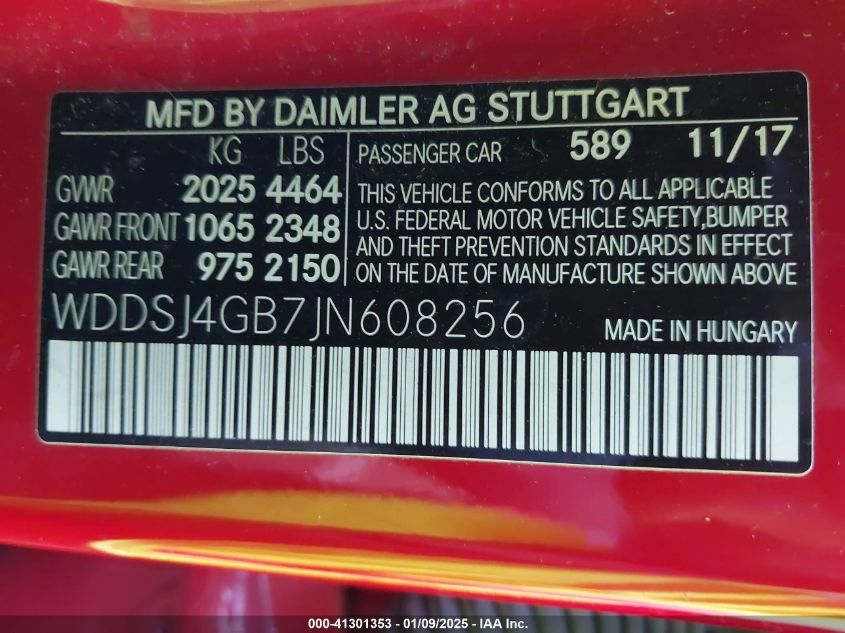 MFD BY DAIMLER AG STUTTGART
KG LBS
GVWR 2025 4464
GAWR FRONT 1065 2348
GAWR REAR 975 2150
PASSENGER CAR 589 11/17
THIS VEHICLE CONFORMS TO ALL APPLICABLE
U.S. FEDERAL MOTOR VEHICLE SAFETY,BUMPER
AND THEFT PREVENTION STANDARDS IN EFFECT
ON THE DATE OF MANUFACTURE SHOWN ABOVE
WDDSJ4GB7JN608256
MADE IN HUNGARY
000-41301353 - 01/09/2025 - IAA Inc.